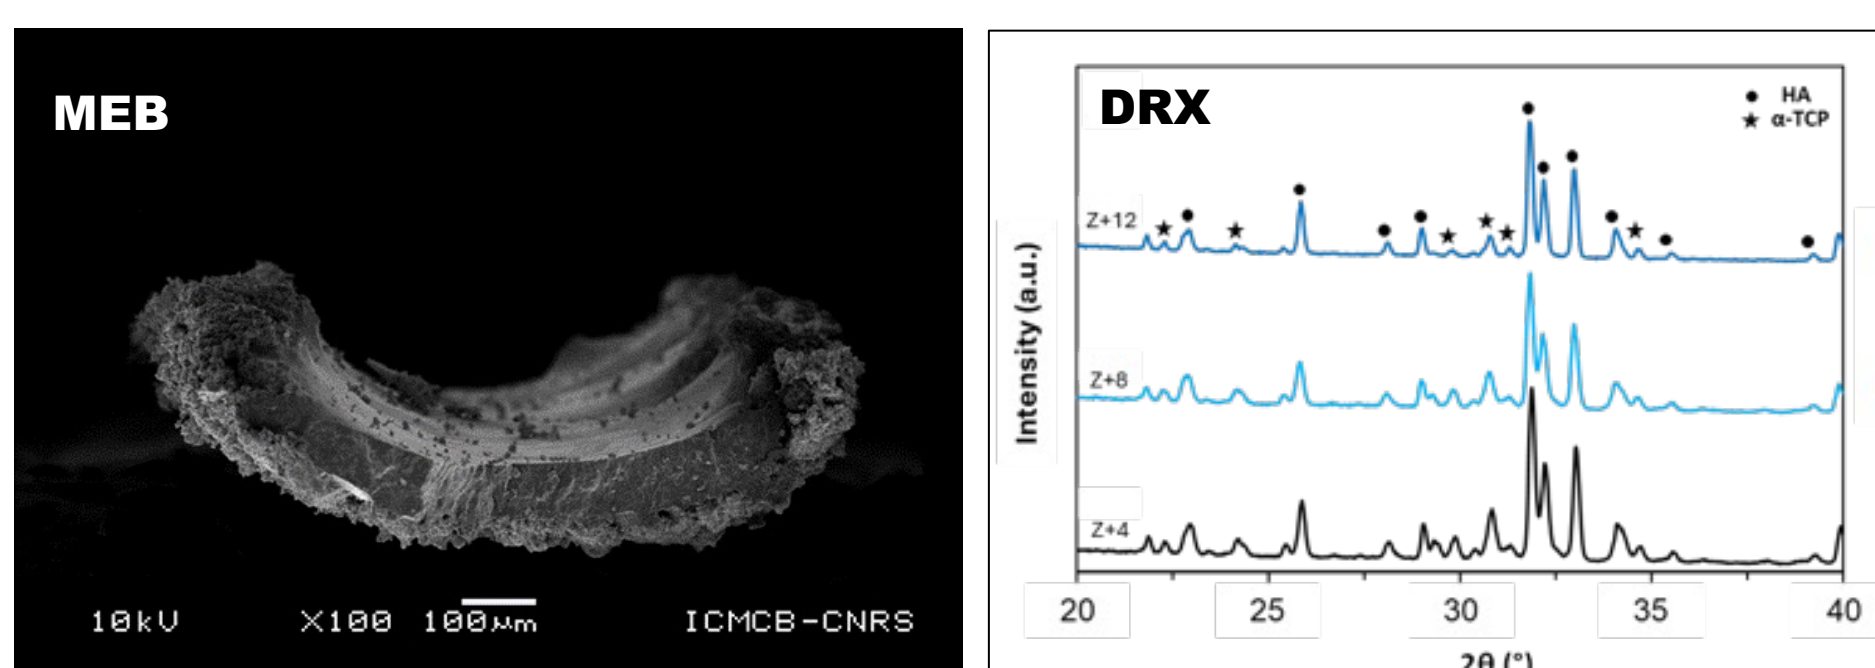 MEB
10kV X100 100μm ICMCB-CNRS
DRX
HA
α-TCP
Z+12
Z+8
Z+4
Intensity (a.u.)
20 25 30 35 40
2θ (°)